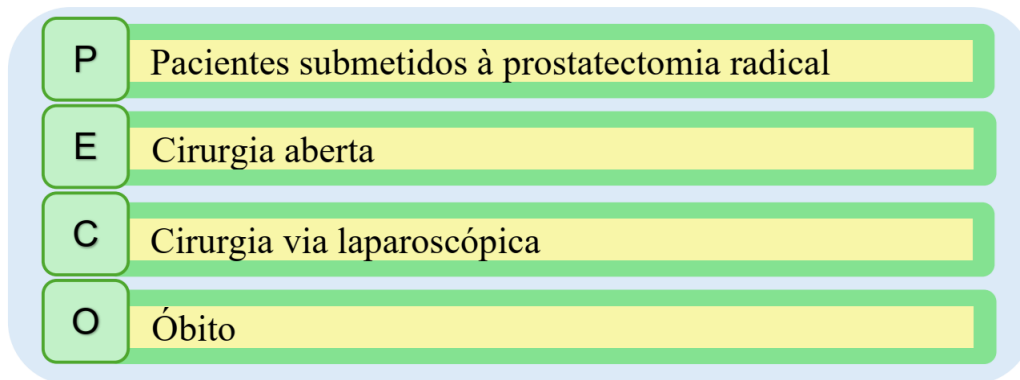 P Pacientes submetidos à prostatectomia radical
E Cirurgia aberta
C Cirurgia via laparoscópica
O Óbito